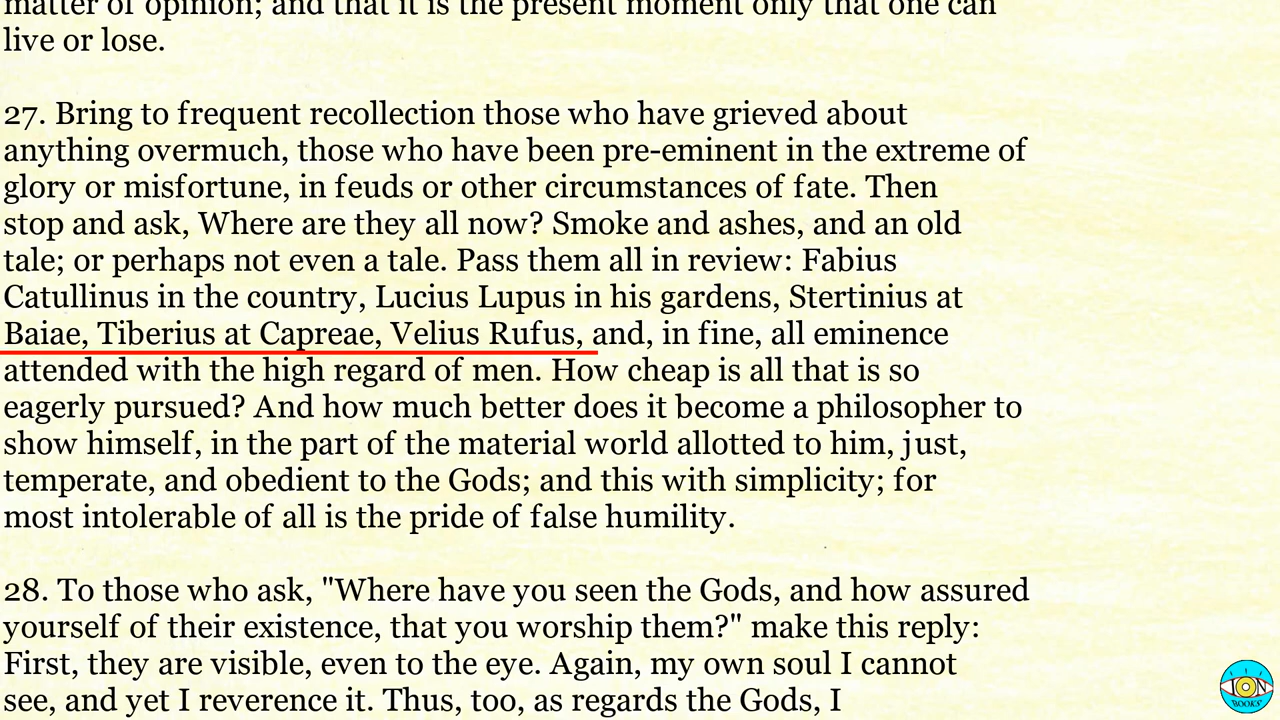 matter of opinion; and that it is the present moment only that one can
live or lose.
27. Bring to frequent recollection those who have grieved about
anything overmuch, those who have been pre-eminent in the extreme of
glory or misfortune, in feuds or other circumstances of fate. Then
stop and ask, Where are they all now? Smoke and ashes, and an old
tale; or perhaps not even a tale. Pass them all in review: Fabius
Catullinus in the country, Lucius Lupus in his gardens, Stertinius at
Baiae, Tiberius at Capreae, Velius Rufus, and, in fine, all eminence
attended with the high regard of men. How cheap is all that is so
eagerly pursued? And how much better does it become a philosopher to
show himself, in the part of the material world allotted to him, just,
temperate, and obedient to the Gods; and this with simplicity; for
most intolerable of all is the pride of false humility.
28. To those who ask, "Where have you seen the Gods, and how assured
yourself of their existence, that you worship them?" make this reply:
First, they are visible, even to the eye. Again, my own soul I cannot
see, and yet I reverence it. Thus, too, as regards the Gods, I
ION
BOOKS